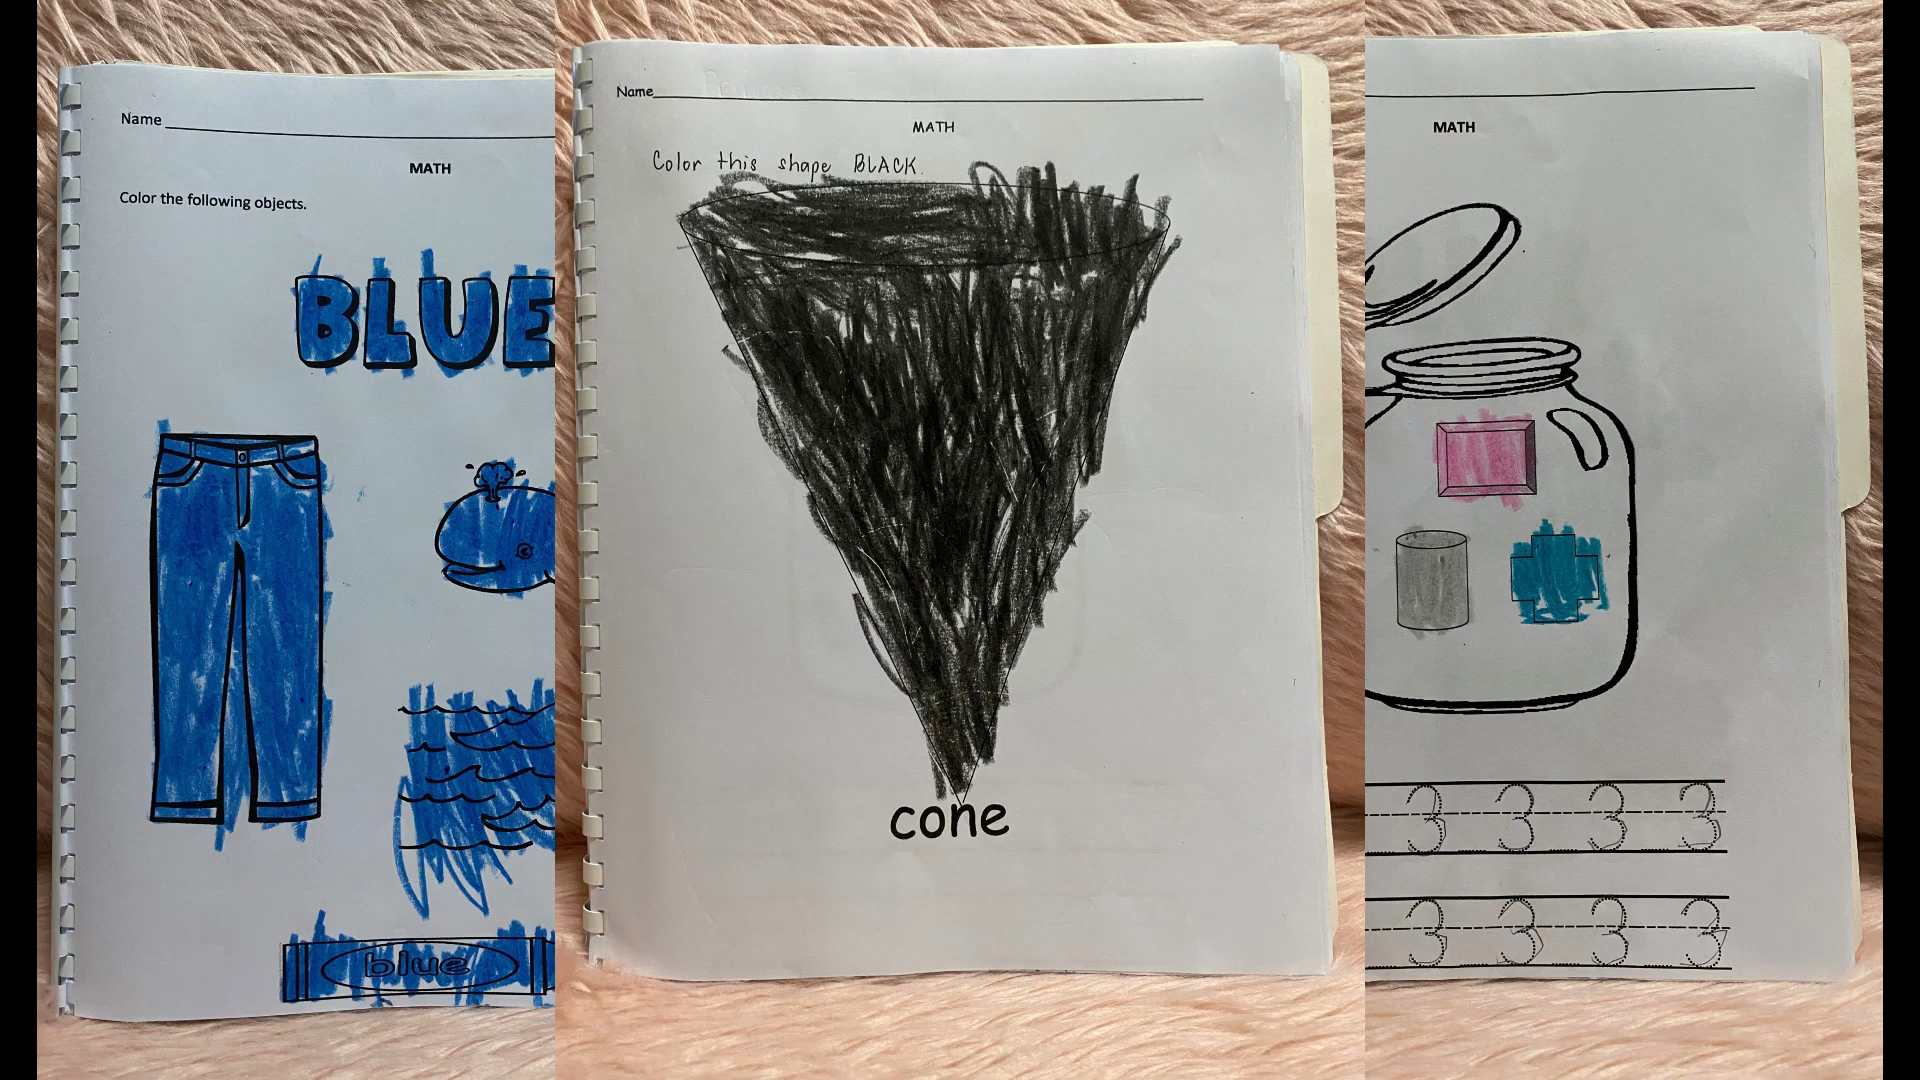 Name
MATH
Color the following objects.
BLUE
blue
Name
MATH
Color this shape BLACK.
cone
MATH
3 3 3 3
3 3 3 3